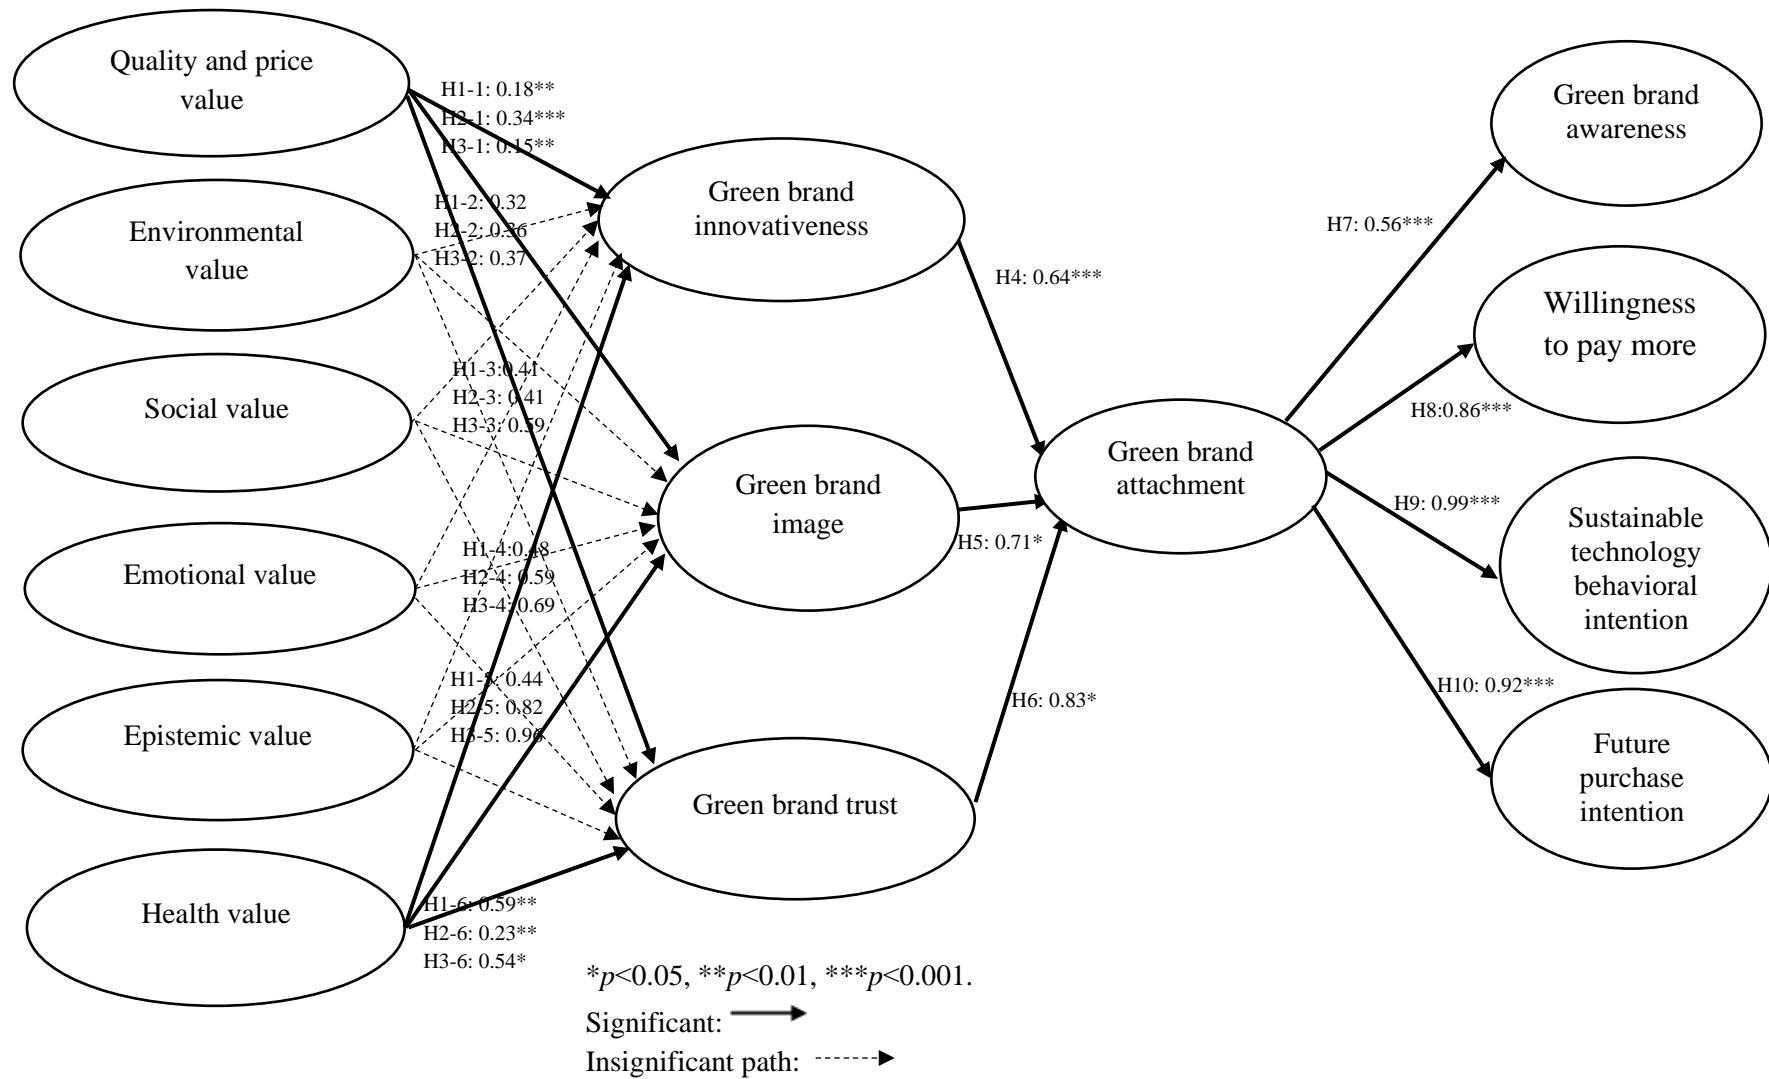 Quality and price
value
H1-1: 0.18**
H2-1: 0.34***
H3-1: 0.15**
Environmental
value
H1-2: 0.32
H2-2: 0.36
H3-2: 0.37
Social value
H1-3:0.41
H2-3: 0.41
H3-3: 0.59
Emotional value
H1-4:0.48
H2-4: 0.59
H3-4: 0.69
Epistemic value
H1-5: 0.44
H2-5: 0.82
H3-5: 0.96
Health value
H1-6: 0.59**
H2-6: 0.23**
H3-6: 0.54*
Green brand
innovativeness
Green brand
image
Green brand trust
H4: 0.64***
H5: 0.71*
H6: 0.83*
Green brand
attachment
H7: 0.56***
H8:0.86***
H9: 0.99***
H10: 0.92***
Green brand
awareness
Willingness
to pay more
Sustainable
technology
behavioral
intention
Future
purchase
intention
*p<0.05, **p<0.01, ***p<0.001.
Significant:
Insignificant path: